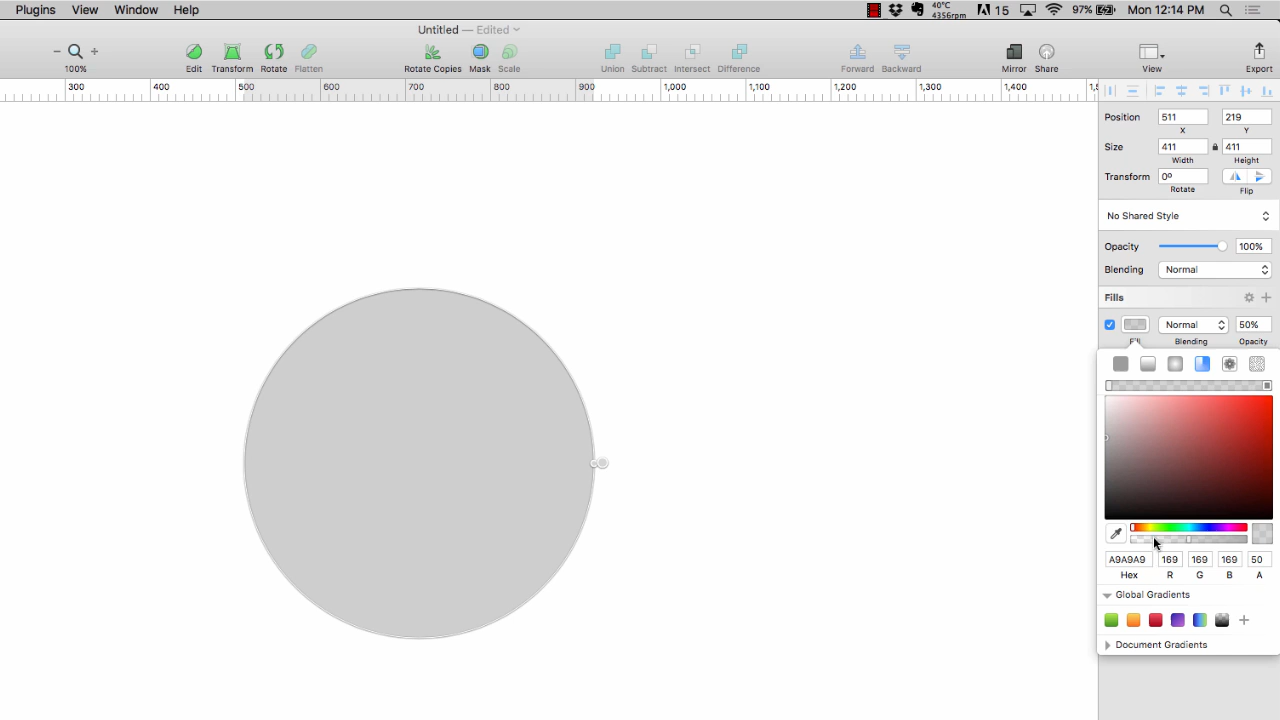 Plugins View Window Help 40°C 4356rpm 15 97% Mon 12:14 PM
Untitled — Edited
100% Edit Transform Rotate Flatten Rotate Copies Mask Scale Union Subtract Intersect Difference Forward Backward Mirror Share View Export
300 400 500 600 700 800 900 1,000 1,100 1,200 1,300 1,400
Position 511 219
X Y
Size 411 411
Width Height
Transform 0º
Rotate Flip
No Shared Style
Opacity 100%
Blending Normal
Fills
Normal 50%
Fill Blending Opacity
A9A9A9 169 169 169 50
Hex R G B A
Global Gradients
Document Gradients